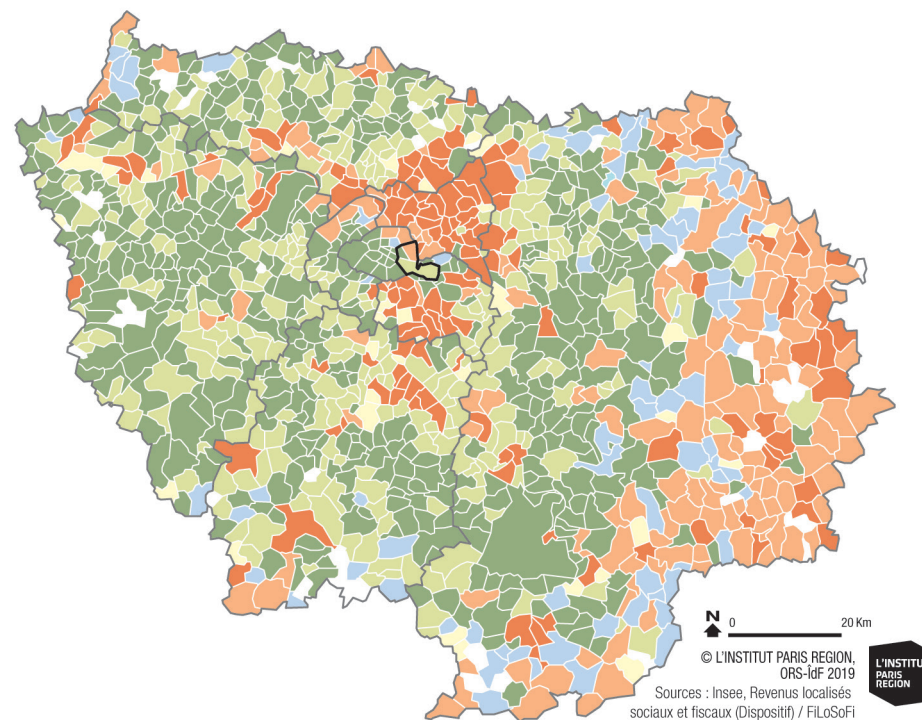 N
0 20 Km
© L'INSTITUT PARIS REGION,
ORS-ÎdF 2019
Sources : Insee, Revenus localisés
sociaux et fiscaux (Dispositif) / FiLoSoFi
L'INSTITU
PARIS
REGION